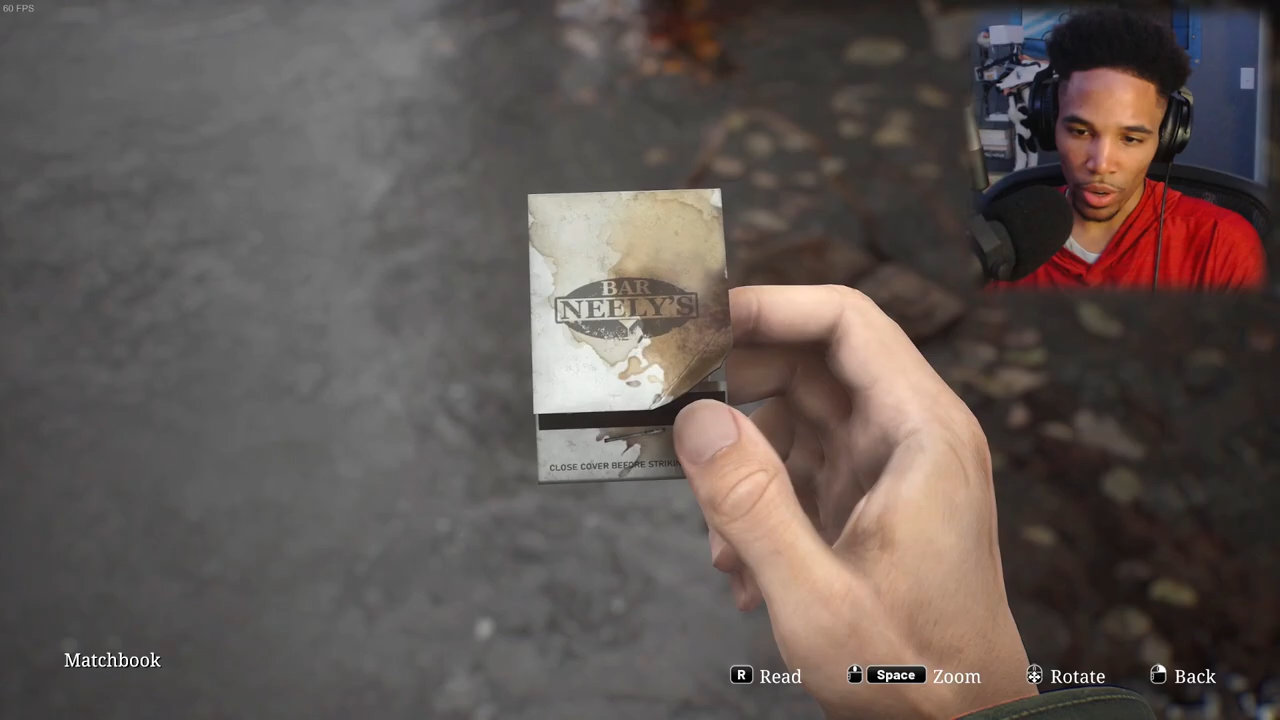 60 FPS
BAR
NEELY'S
CLOSE COVER BEFORE STRIKIN
Matchbook
R Read
Space Zoom
Rotate
Back